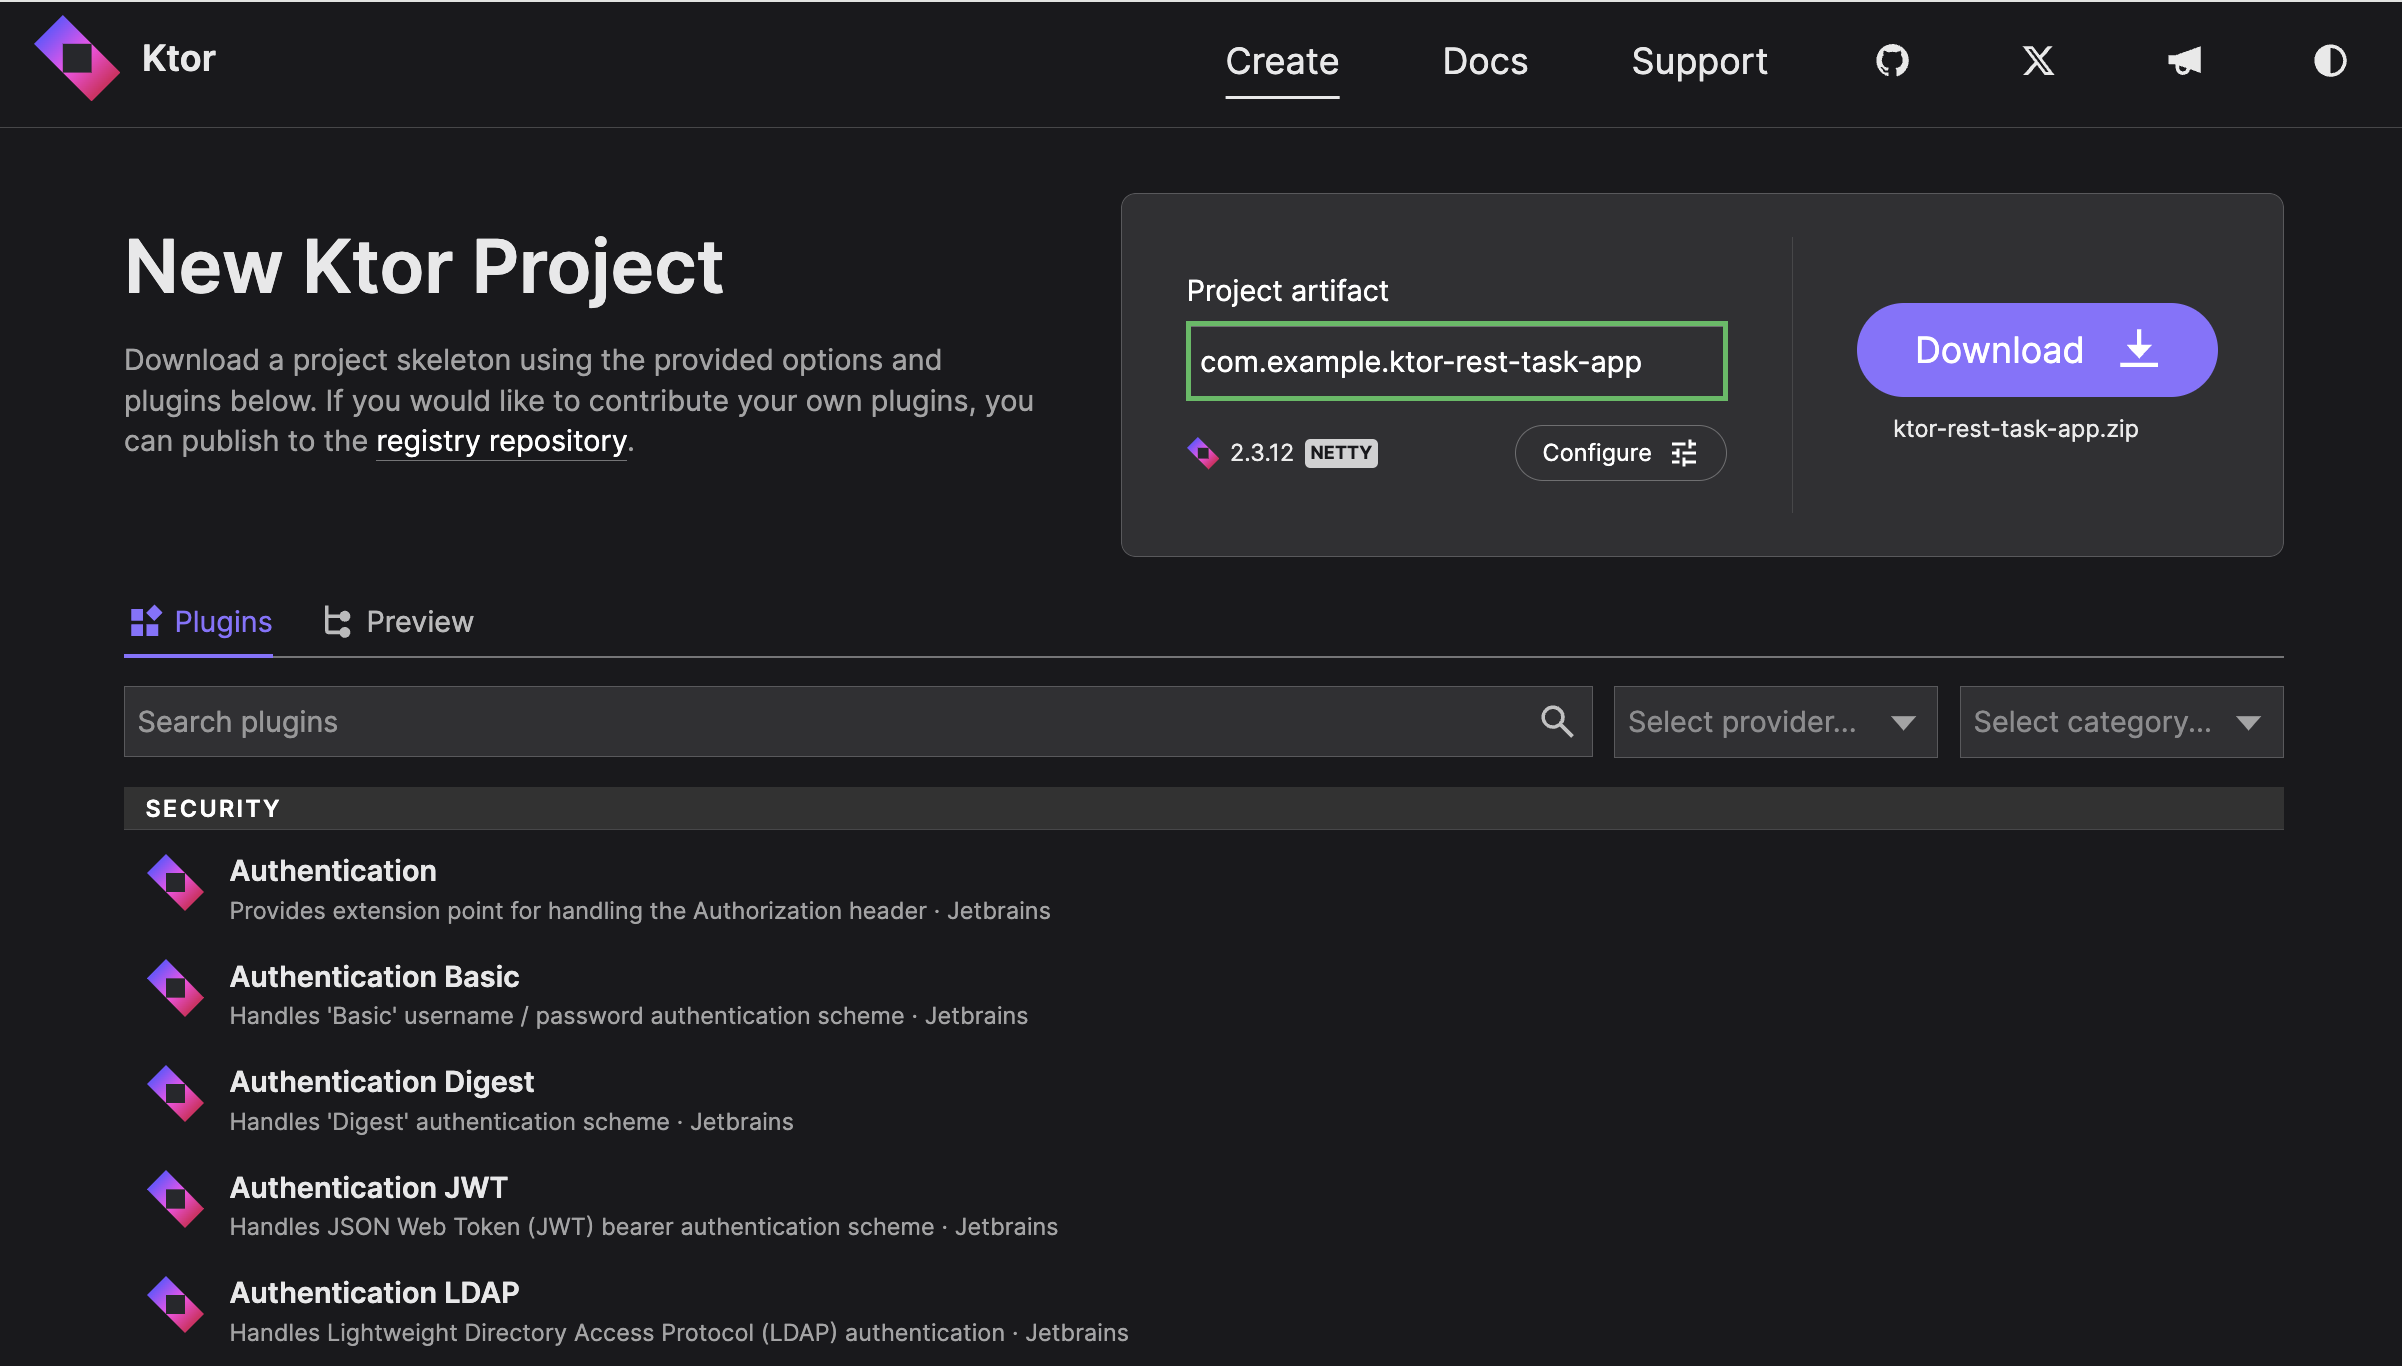 Ktor
Create
Docs
Support
New Ktor Project
Download a project skeleton using the provided options and
plugins below. If you would like to contribute your own plugins, you
can publish to the registry repository.
Project artifact
com.example.ktor-rest-task-app
2.3.12 NETTY
Configure
Download
ktor-rest-task-app.zip
Plugins
Preview
Search plugins
Select provider...
Select category...
SECURITY
Authentication
Provides extension point for handling the Authorization header · Jetbrains
Authentication Basic
Handles 'Basic' username / password authentication scheme · Jetbrains
Authentication Digest
Handles 'Digest' authentication scheme · Jetbrains
Authentication JWT
Handles JSON Web Token (JWT) bearer authentication scheme · Jetbrains
Authentication LDAP
Handles Lightweight Directory Access Protocol (LDAP) authentication · Jetbrains